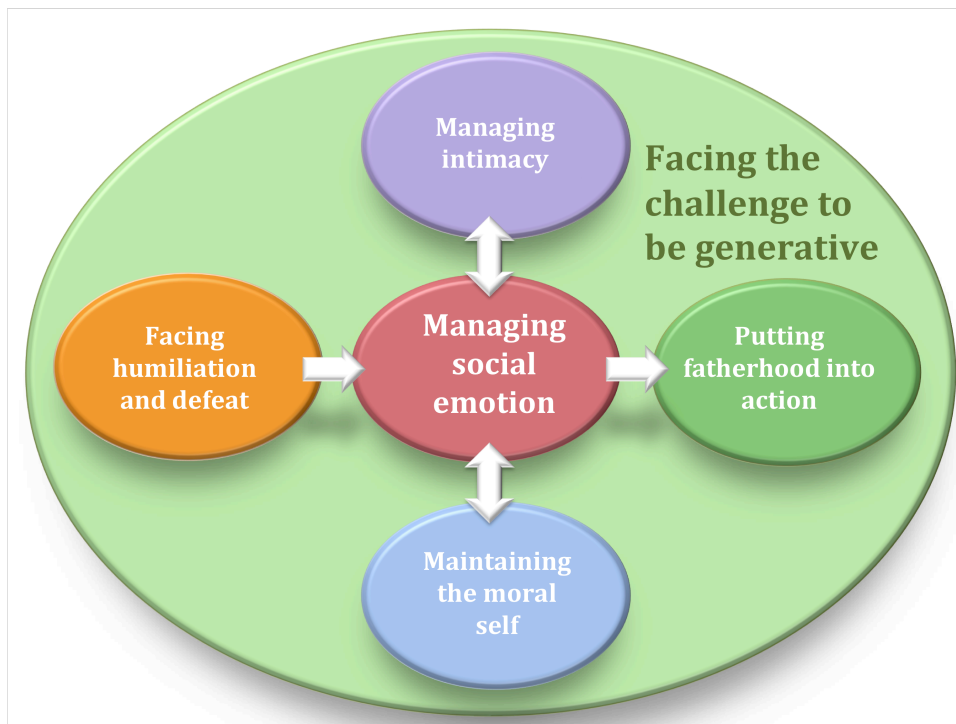 Managing
intimacy
Facing the
challenge to
be generative
Facing
humiliation
and defeat
Managing
social
emotion
Putting
fatherhood into
action
Maintaining
the moral
self